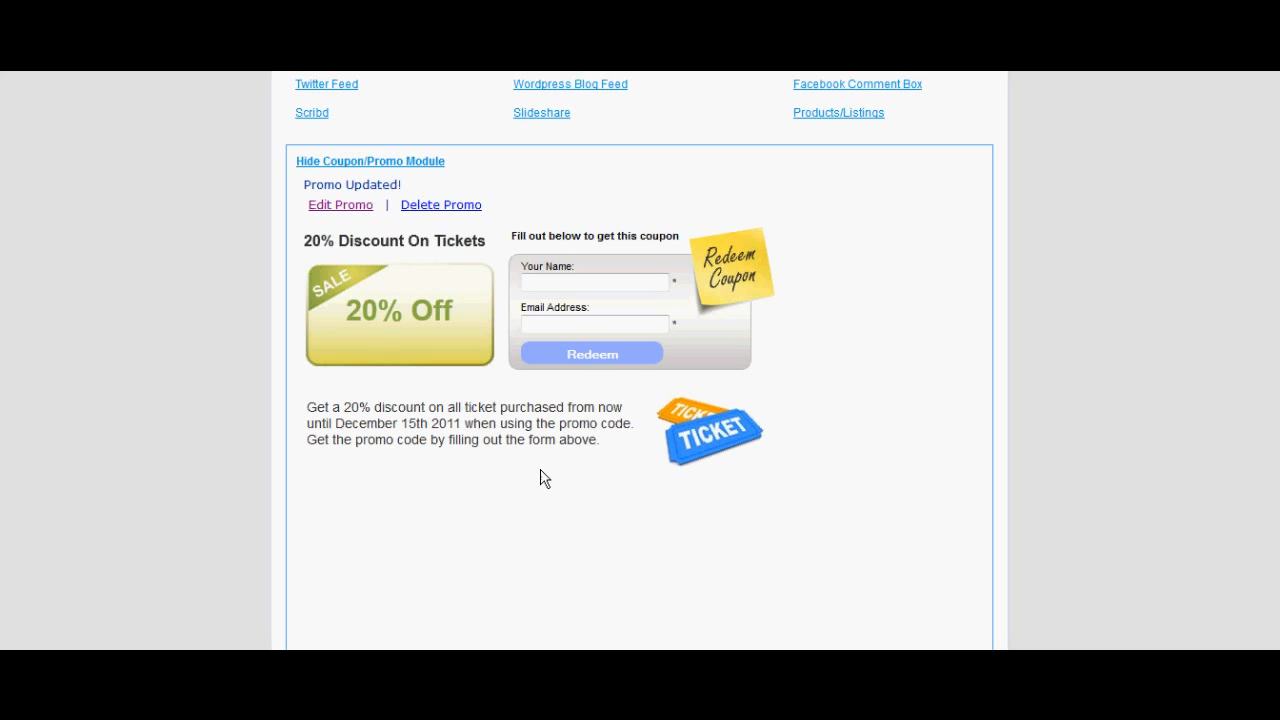 Twitter Feed
Wordpress Blog Feed
Facebook Comment Box
Scribd
Slideshare
Products/Listings
Hide Coupon/Promo Module
Promo Updated!
Edit Promo | Delete Promo
20% Discount On Tickets
SALE
20% Off
Fill out below to get this coupon
Your Name:
*
Email Address:
*
Redeem
Redeem
Coupon
Get a 20% discount on all ticket purchased from now
until December 15th 2011 when using the promo code.
Get the promo code by filling out the form above.
TICKET